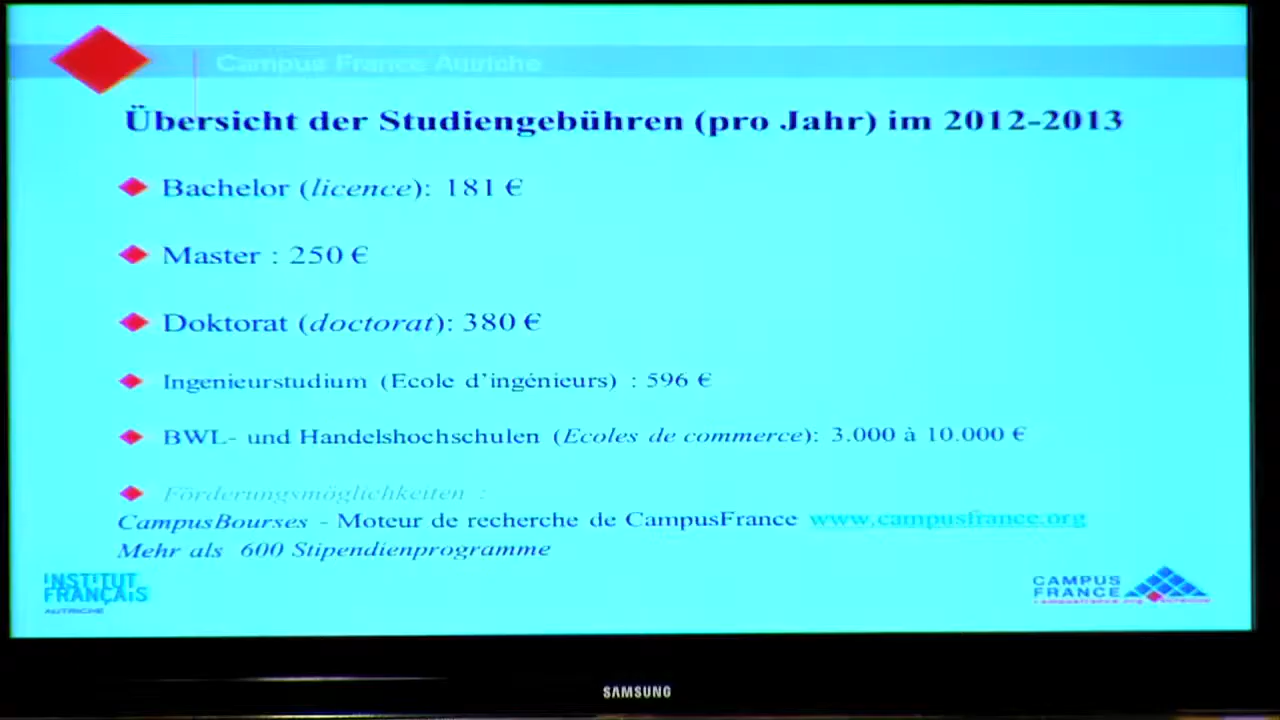 Campus France Autriche
Übersicht der Studiengebühren (pro Jahr) im 2012-2013
Bachelor (licence): 181 €
Master : 250 €
Doktorat (doctorat): 380 €
Ingenieurstudium (Ecole d'ingénieurs) : 596 €
BWL- und Handelshochschulen (Ecoles de commerce): 3.000 à 10.000 €
Förderungsmöglichkeiten :
CampusBourses - Moteur de recherche de CampusFrance www.campusfrance.org
Mehr als 600 Stipendienprogramme
INSTITUT
FRANÇAIS
AUTRICHE
CAMPUS
FRANCE
SAMSUNG